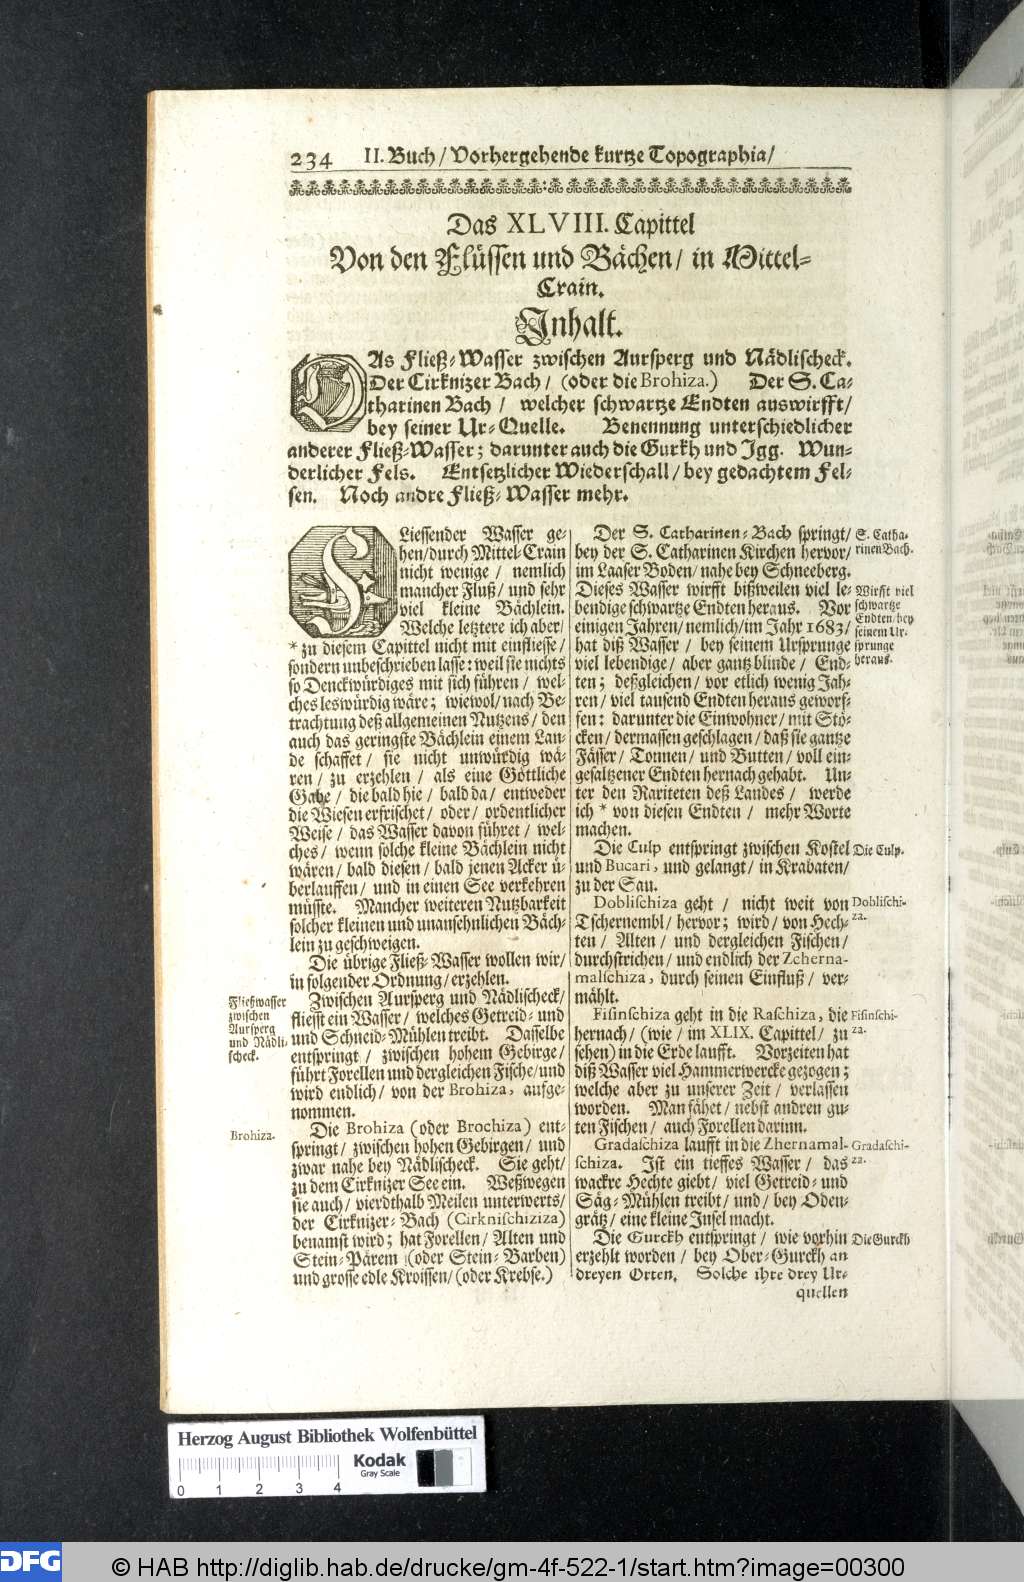 234 II. Buch / Vorhergehende kurtze Topographia /
Das XLVIII. Capittel
Von den Flüssen und Bächen / in Mittel-
Crain.
Inhalt.
DAs Fließ-Wasser zwischen Aursperg und Nädlischeck.
Der Cirknizer Bach / (oder die Brohiza.) Der S. Ca-
tharinen Bach / welcher schwartze Endten auswirfft /
bey seiner Ur-Quelle. Benennung unterschiedlicher
anderer Fließ-Wasser; darunter auch die Gurkh und Igg. Wun-
derlicher Fels. Entsetzlicher Wiederschall / bey gedachtem Fel-
sen. Noch andre Fließ-Wasser mehr.
FLiessender Wasser ge-
hen / durch Mittel-Crain
nicht wenige / nemlich
mancher Fluß / und sehr
viel kleine Bächlein.
Welche letztere ich aber /
* zu diesem Capittel nicht mit einfliesse /
sondern unbeschrieben lasse: weil sie nichts
so Denckwürdiges mit sich führen / wel-
ches leswürdig wäre; wiewol / nach Be-
trachtung deß allgemeinen Nutzens / den
auch das geringste Bächlein einem Lan-
de schaffet / sie nicht unwürdig wä-
ren / zu erzehlen / als eine Göttliche
Gabe / die bald hie / bald da / entweder
die Wiesen erfrischet / oder / ordentlicher
Weise / das Wasser davon führet / wel-
ches / wenn solche kleine Bächlein nicht
wären / bald diesen / bald jenen Acker ü-
berlauffen / und in einen See verkehren
müsste. Mancher weiteren Nutzbarkeit
solcher kleinen und unansehnlichen Bäch-
lein zu geschweigen.
Die übrige Fließ-Wasser wollen wir /
in folgender Ordnung / erzehlen.
Fließwasser
zwischen
Aursperg
und Nädli-
scheck.
Zwischen Aursperg und Nädlischeck /
fliesst ein Wasser / welches Getreid- und
und Schneid-Mühlen treibt. Dasselbe
entspringt / zwischen hohem Gebirge /
führt Forellen und dergleichen Fische / und
wird endlich / von der Brohiza, aufge-
nommen.
Brohiza.
Die Brohiza (oder Brochiza) ent-
springt / zwischen hohen Gebirgen / und
zwar nahe bey Nädlischeck. Sie geht /
zu dem Cirknizer See ein. Weßwegen
sie auch / vierdthalb Meilen unterwerts /
der Cirknizer-Bach (Cirknischiziza)
benamst wird; hat Forellen / Alten und
Stein-Pärem (oder Stein-Barben)
und grosse edle Kroissen / (oder Krebse.)
Der S. Catharinen-Bach springt /
bey der S. Catharinen Kirchen hervor /
im Laaser Boden / nahe bey Schneeberg.
Dieses Wasser wirfft bißweilen viel le-
bendige schwartze Endten heraus. Vor
einigen Jahren / nemlich / im Jahr 1683 /
hat diß Wasser / bey seinem Ursprunge
viel lebendige / aber gantz blinde / End-
ten; deßgleichen / vor etlich wenig Jah-
ren / viel tausend Endten heraus geworf-
fen: darunter die Einwohner / mit Stö-
cken / dermassen geschlagen / daß sie gantze
Fässer / Tonnen / und Butten / voll ein-
gesaltzener Endten hernach gehabt. Un-
ter den Rariteten deß Landes / werde
ich * von diesen Endten / mehr Worte
machen.
S. Catha-
rinen Bach.
Wirfft viel
schwartze
Endten / bey
seinem Ur-
sprunge
heraus.
Die Culp entspringt zwischen Kostel
und Bucari, und gelangt / in Krabaten /
zu der Sau.
Die Culp.
Doblischiza geht / nicht weit von
Tschernembl / hervor; wird / von Hech-
ten / Alten / und dergleichen Fischen /
durchstrichen / und endlich der Zcherna-
malschiza, durch seinen Einfluß / ver-
mählt.
Doblischi-
za.
Fisinschiza geht in die Raschiza, die
hernach / (wie / im XLIX. Capittel / zu
sehen) in die Erde laufft. Vorzeiten hat
diß Wasser viel Hammerwercke gezogen;
welche aber zu unserer Zeit / verlassen
worden. Man fähet / nebst andren gu-
ten Fischen / auch Forellen darinn.
Fisinschi-
za.
Gradaschiza laufft in die Zhernamal-
schiza. Ist ein tieffes Wasser / das
wackre Hechte giebt / viel Getreid- und
Säg-Mühlen treibt / und / bey Oden-
grätz / eine kleine Insel macht.
Gradaschi-
za.
Die Gurckh entspringt / wie vorhin
erzehlt worden / bey Ober-Gurckh an
dreyen Orten. Solche ihre drey Ur-
quellen
Die Gurckh
Herzog August Bibliothek Wolfenbüttel
0 1 2 3 4
Kodak
Gray Scale
DFG
© HAB http://diglib.hab.de/drucke/gm-4f-522-1/start.htm?image=00300